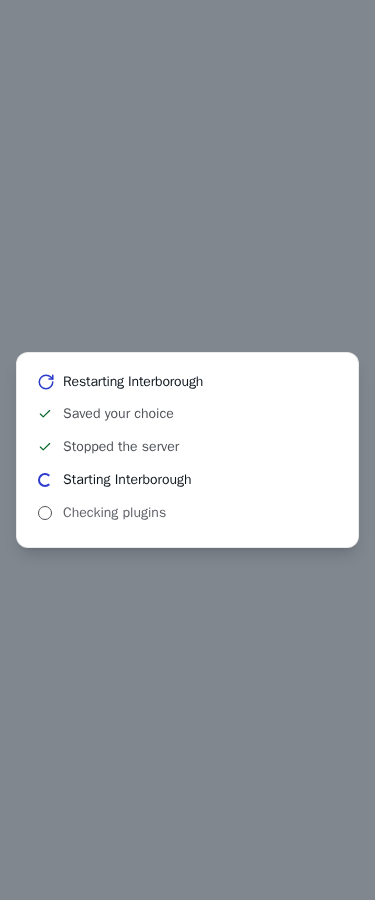 Restarting Interborough
Saved your choice
Stopped the server
Starting Interborough
Checking plugins